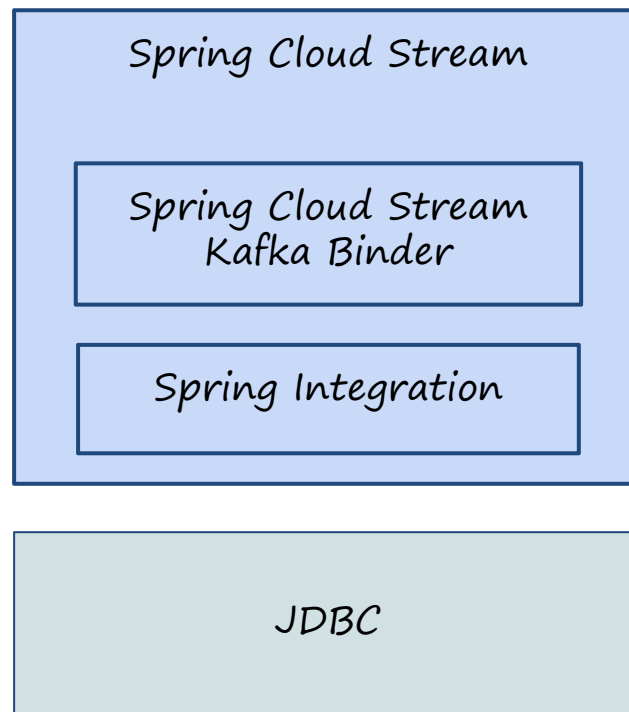 Spring Cloud Stream
Spring Cloud Stream
Kafka Binder
Spring Integration
JDBC